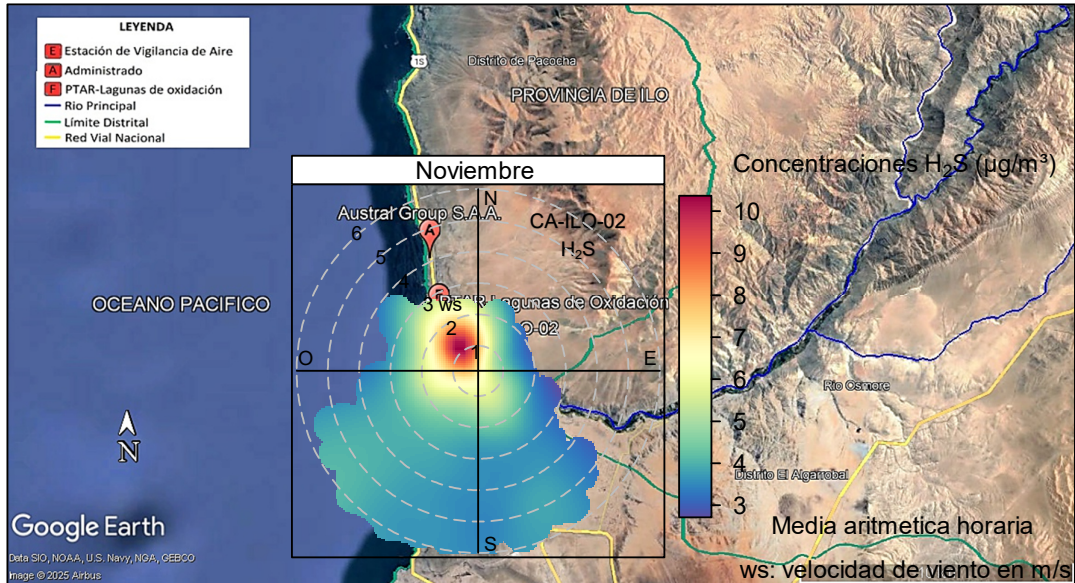 LEYENDA
E Estación de Vigilancia de Aire
A Administrado
F PTAR-Lagunas de oxidación
Rio Principal
Límite Distrital
Red Vial Nacional
1S
Distrito de Pacocha
PROVINCIA DE ILO
Noviembre
Concentraciones H₂S (µg/m³)
N
Austral Group S.A.A.
CA-ILO-02
H₂S
A
6
5
4
3 ws
2
1
PTAR-Lagunas de Oxidación
O-02
O
E
S
10
9
8
7
6
5
4
3
OCEANO PACIFICO
Río Osmore
Distrito El Algarrobal
N
Google Earth
Data SIO, NOAA, U.S. Navy, NGA, GEBCO
Image © 2025 Airbus
Media aritmetica horaria
ws: velocidad de viento en m/s